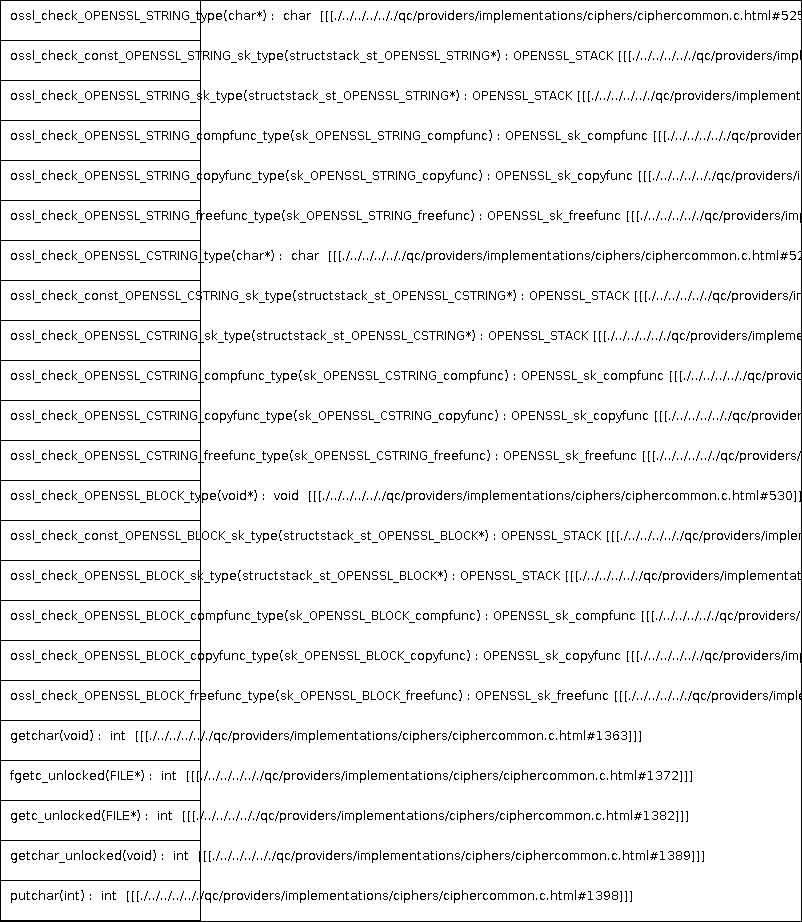 ossl_check_OPENSSL_STRING_type(char*) : char [[[./../../../../../qc/providers/implementations/ciphers/ciphercommon.c.html#525
ossl_check_const_OPENSSL_STRING_sk_type(structstack_st_OPENSSL_STRING*) : OPENSSL_STACK [[[./../../../../../qc/providers/impl
ossl_check_OPENSSL_STRING_sk_type(structstack_st_OPENSSL_STRING*) : OPENSSL_STACK [[[./../../../../../qc/providers/implement
ossl_check_OPENSSL_STRING_compfunc_type(sk_OPENSSL_STRING_compfunc) : OPENSSL_sk_compfunc [[[./../../../../../qc/provider
ossl_check_OPENSSL_STRING_copyfunc_type(sk_OPENSSL_STRING_copyfunc) : OPENSSL_sk_copyfunc [[[./../../../../../qc/providers/i
ossl_check_OPENSSL_STRING_freefunc_type(sk_OPENSSL_STRING_freefunc) : OPENSSL_sk_freefunc [[[./../../../../../qc/providers/imp
ossl_check_OPENSSL_CSTRING_type(char*) : char [[[./../../../../../qc/providers/implementations/ciphers/ciphercommon.c.html#52
ossl_check_const_OPENSSL_CSTRING_sk_type(structstack_st_OPENSSL_CSTRING*) : OPENSSL_STACK [[[./../../../../../qc/providers/in
ossl_check_OPENSSL_CSTRING_sk_type(structstack_st_OPENSSL_CSTRING*) : OPENSSL_STACK [[[./../../../../../qc/providers/impleme
ossl_check_OPENSSL_CSTRING_compfunc_type(sk_OPENSSL_CSTRING_compfunc) : OPENSSL_sk_compfunc [[[./../../../../../qc/provid
ossl_check_OPENSSL_CSTRING_copyfunc_type(sk_OPENSSL_CSTRING_copyfunc) : OPENSSL_sk_copyfunc [[[./../../../../../qc/provider
ossl_check_OPENSSL_CSTRING_freefunc_type(sk_OPENSSL_CSTRING_freefunc) : OPENSSL_sk_freefunc [[[./../../../../../qc/providers/
ossl_check_OPENSSL_BLOCK_type(void*) : void [[[./../../../../../qc/providers/implementations/ciphers/ciphercommon.c.html#530]]
ossl_check_const_OPENSSL_BLOCK_sk_type(structstack_st_OPENSSL_BLOCK*) : OPENSSL_STACK [[[./../../../../../qc/providers/implem
ossl_check_OPENSSL_BLOCK_sk_type(structstack_st_OPENSSL_BLOCK*) : OPENSSL_STACK [[[./../../../../../qc/providers/implementat
ossl_check_OPENSSL_BLOCK_compfunc_type(sk_OPENSSL_BLOCK_compfunc) : OPENSSL_sk_compfunc [[[./../../../../../qc/providers/
ossl_check_OPENSSL_BLOCK_copyfunc_type(sk_OPENSSL_BLOCK_copyfunc) : OPENSSL_sk_copyfunc [[[./../../../../../qc/providers/imp
ossl_check_OPENSSL_BLOCK_freefunc_type(sk_OPENSSL_BLOCK_freefunc) : OPENSSL_sk_freefunc [[[./../../../../../qc/providers/imple
getchar(void) : int [[[./../../../../../qc/providers/implementations/ciphers/ciphercommon.c.html#1363]]]
fgetc_unlocked(FILE*) : int [[[./../../../../../qc/providers/implementations/ciphers/ciphercommon.c.html#1372]]]
getc_unlocked(FILE*) : int [[[./../../../../../qc/providers/implementations/ciphers/ciphercommon.c.html#1382]]]
getchar_unlocked(void) : int [[[./../../../../../qc/providers/implementations/ciphers/ciphercommon.c.html#1389]]]
putchar(int) : int [[[./../../../../../qc/providers/implementations/ciphers/ciphercommon.c.html#1398]]]